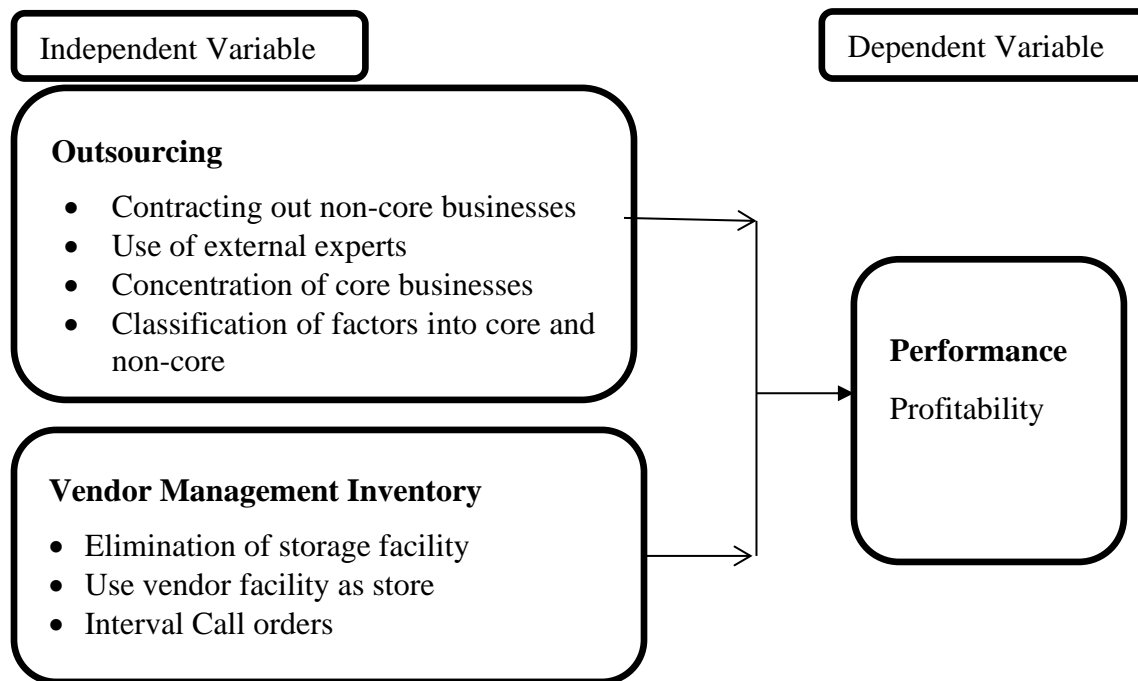 Independent Variable
Dependent Variable
Outsourcing
• Contracting out non-core businesses
• Use of external experts
• Concentration of core businesses
• Classification of factors into core and
non-core
Performance
Profitability
Vendor Management Inventory
• Elimination of storage facility
• Use vendor facility as store
• Interval Call orders